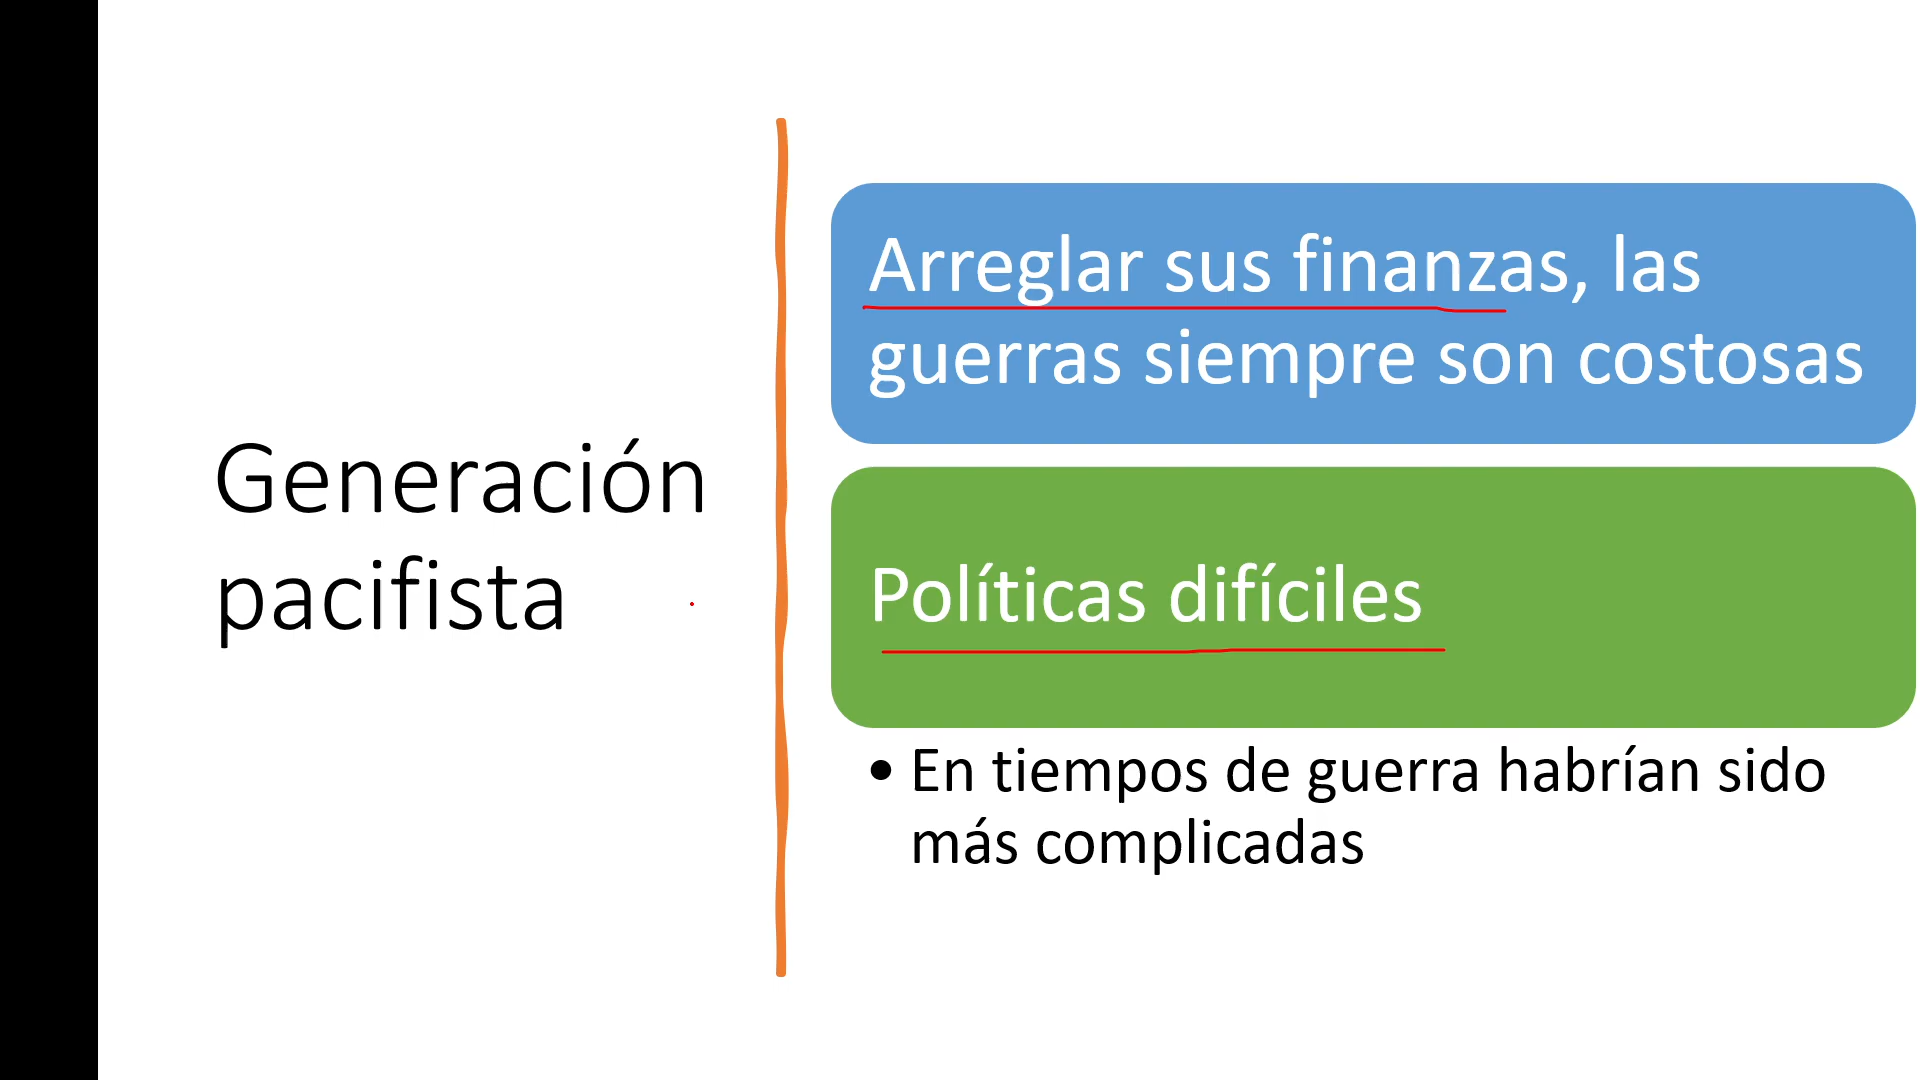 Generación
pacifista
Arreglar sus finanzas, las
guerras siempre son costosas
Políticas difíciles
• En tiempos de guerra habrían sido
más complicadas